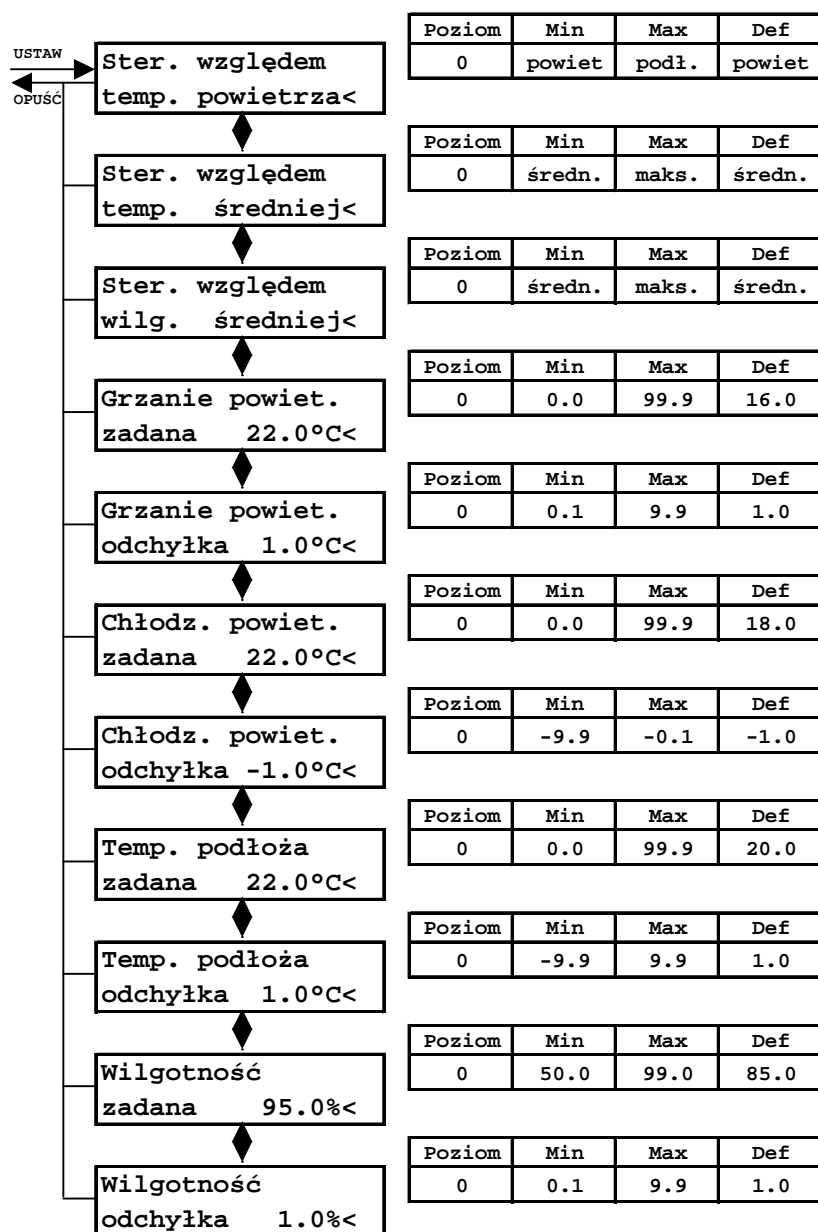 USTAW
OPUŚĆ
Ster. względem
temp. powietrza<
Poziom Min Max Def
0 powiet podł. powiet
Ster. względem
temp. średniej<
Poziom Min Max Def
0 średn. maks. średn.
Ster. względem
wilg. średniej<
Poziom Min Max Def
0 średn. maks. średn.
Grzanie powiet.
zadana 22.0°C<
Poziom Min Max Def
0 0.0 99.9 16.0
Grzanie powiet.
odchyłka 1.0°C<
Poziom Min Max Def
0 0.1 9.9 1.0
Chłodz. powiet.
zadana 22.0°C<
Poziom Min Max Def
0 0.0 99.9 18.0
Chłodz. powiet.
odchyłka -1.0°C<
Poziom Min Max Def
0 -9.9 -0.1 -1.0
Temp. podłoża
zadana 22.0°C<
Poziom Min Max Def
0 0.0 99.9 20.0
Temp. podłoża
odchyłka 1.0°C<
Poziom Min Max Def
0 -9.9 9.9 1.0
Wilgotność
zadana 95.0%<
Poziom Min Max Def
0 50.0 99.0 85.0
Wilgotność
odchyłka 1.0%<
Poziom Min Max Def
0 0.1 9.9 1.0